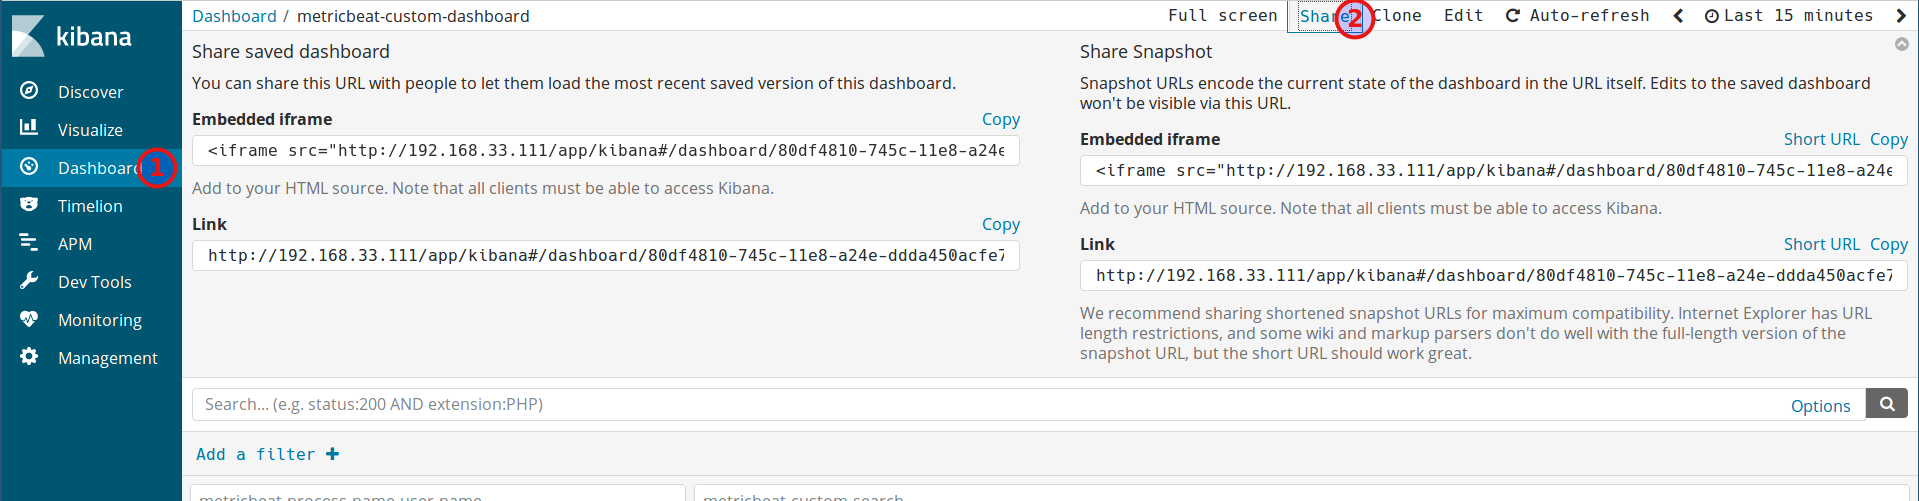 kibana
Discover
Visualize
Dashboard 1
Timelion
APM
Dev Tools
Monitoring
Management
Dashboard / metricbeat-custom-dashboard
Full screen Share 2 Clone Edit Auto-refresh Last 15 minutes
Share saved dashboard
You can share this URL with people to let them load the most recent saved version of this dashboard.
Embedded iframe Copy
<iframe src="http://192.168.33.111/app/kibana#/dashboard/80df4810-745c-11e8-a24e
Add to your HTML source. Note that all clients must be able to access Kibana.
Link Copy
http://192.168.33.111/app/kibana#/dashboard/80df4810-745c-11e8-a24e-ddda450acfe7
Share Snapshot
Snapshot URLs encode the current state of the dashboard in the URL itself. Edits to the saved dashboard
won't be visible via this URL.
Embedded iframe Short URL Copy
<iframe src="http://192.168.33.111/app/kibana#/dashboard/80df4810-745c-11e8-a24e
Add to your HTML source. Note that all clients must be able to access Kibana.
Link Short URL Copy
http://192.168.33.111/app/kibana#/dashboard/80df4810-745c-11e8-a24e-ddda450acfe7
We recommend sharing shortened snapshot URLs for maximum compatibility. Internet Explorer has URL
length restrictions, and some wiki and markup parsers don't do well with the full-length version of the
snapshot URL, but the short URL should work great.
Search... (e.g. status:200 AND extension:PHP) Options
Add a filter +
metricbeat-process-name-user-name metricbeat-custom-search